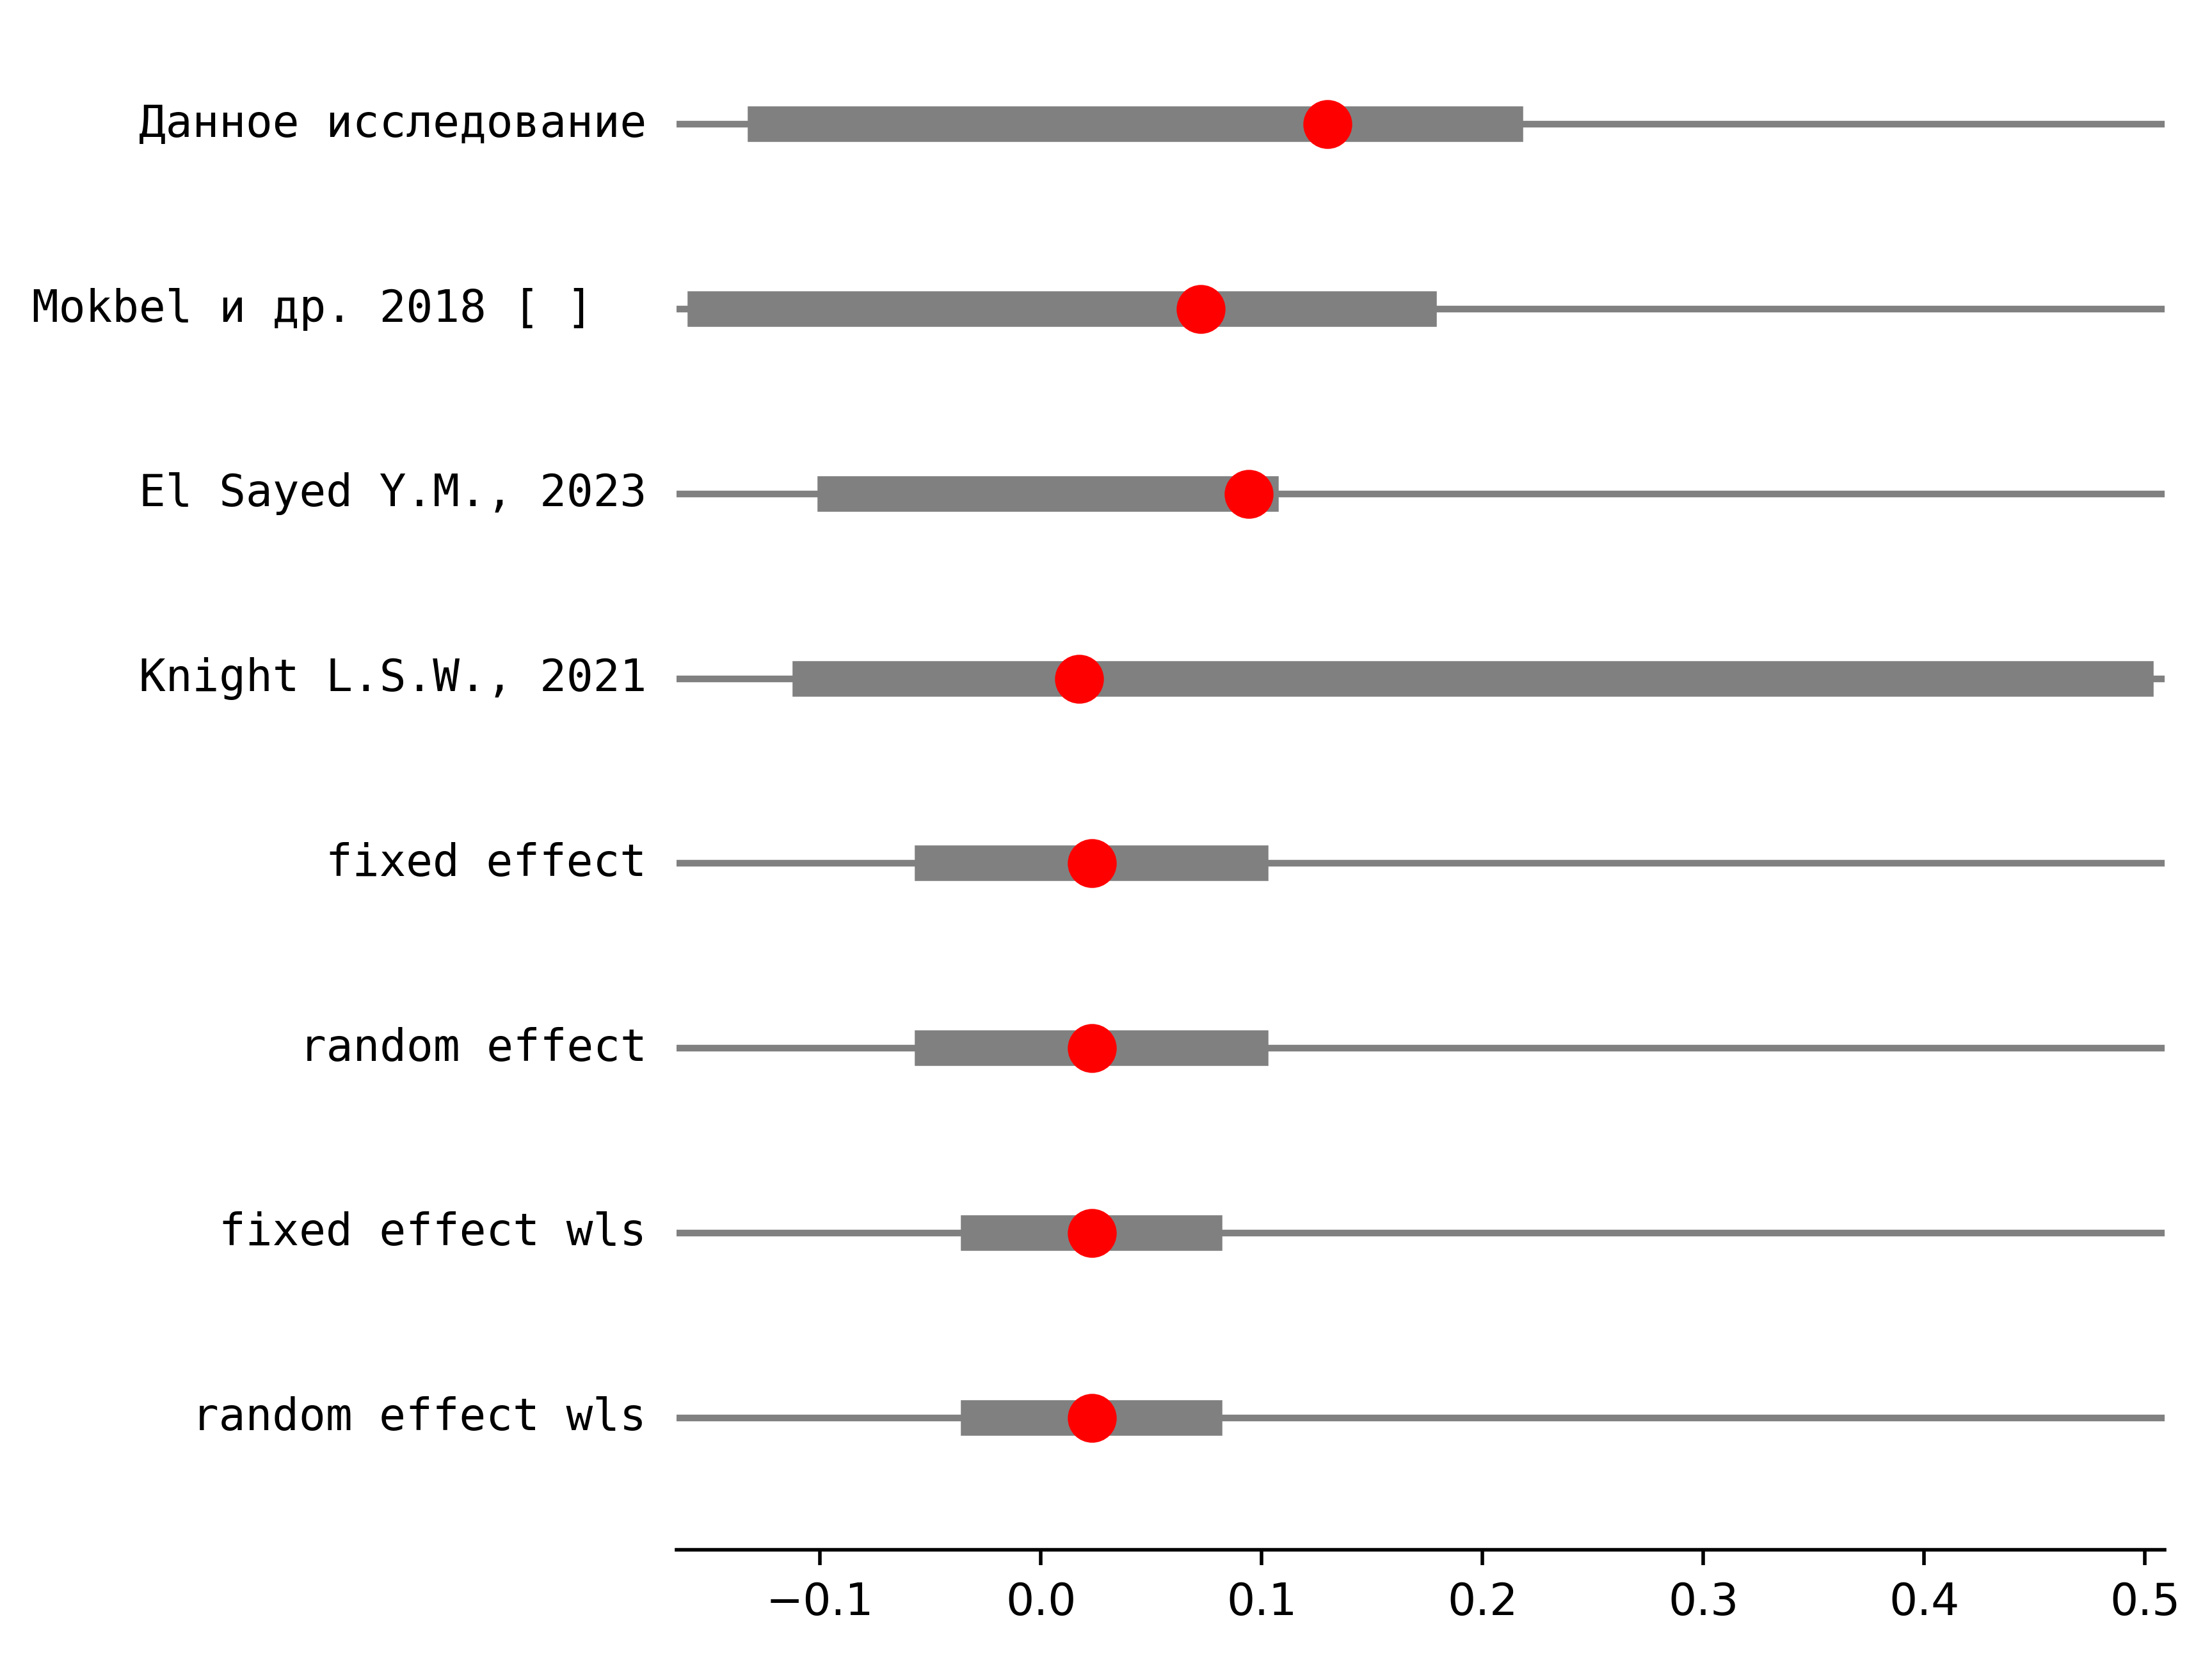 Данное исследование
Mokbel и др. 2018 [ ]
El Sayed Y.M., 2023
Knight L.S.W., 2021
fixed effect
random effect
fixed effect wls
random effect wls
−0.1 0.0 0.1 0.2 0.3 0.4 0.5